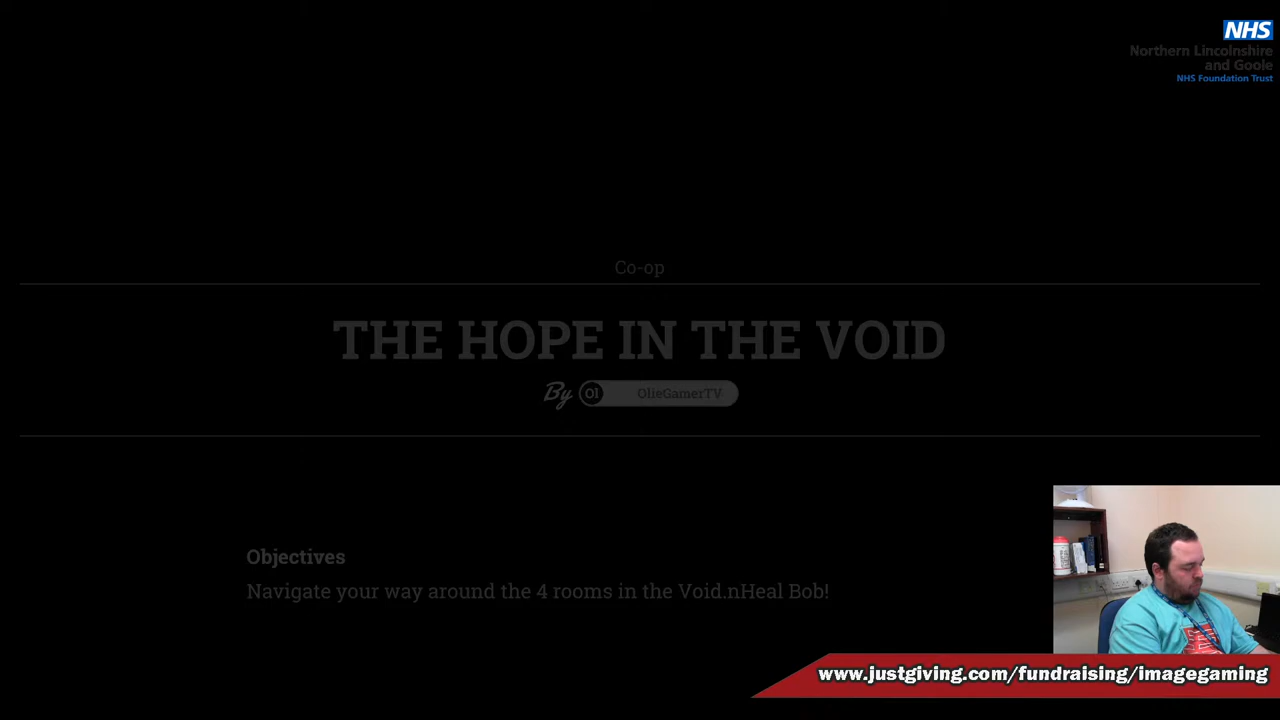 NHS
Northern Lincolnshire
and Goole
NHS Foundation Trust
Co-op
THE HOPE IN THE VOID
By Ol OlieGamerTV
Objectives
Navigate your way around the 4 rooms in the Void.nHeal Bob!
www.justgiving.com/fundraising/imagegaming